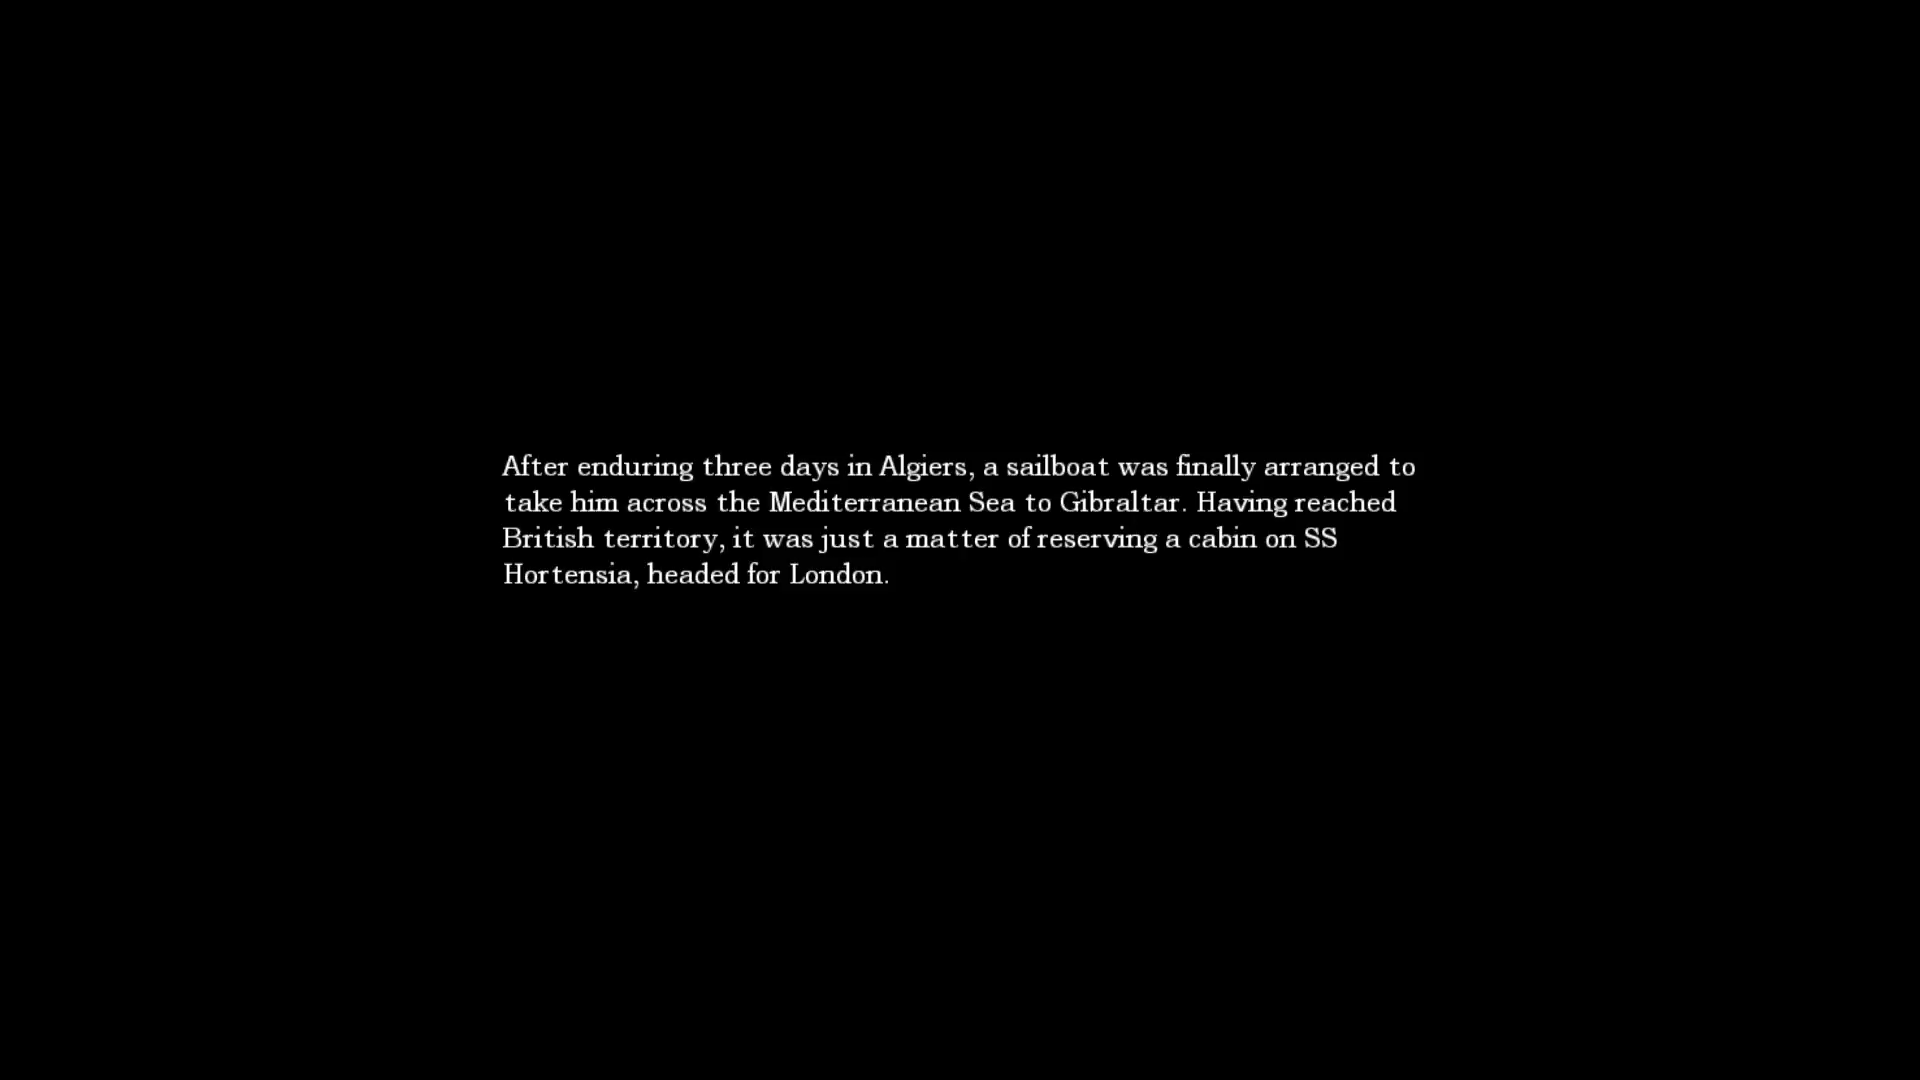 After enduring three days in Algiers, a sailboat was finally arranged to
take him across the Mediterranean Sea to Gibraltar. Having reached
British territory, it was just a matter of reserving a cabin on SS
Hortensia, headed for London.